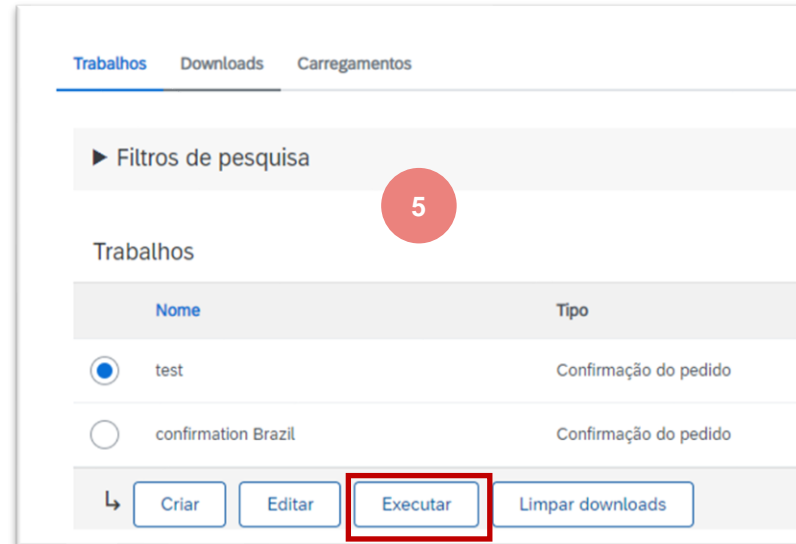 Trabalhos Downloads Carregamentos
▶ Filtros de pesquisa
5
Trabalhos
Nome Tipo
test Confirmação do pedido
confirmation Brazil Confirmação do pedido
↳ Criar Editar Executar Limpar downloads